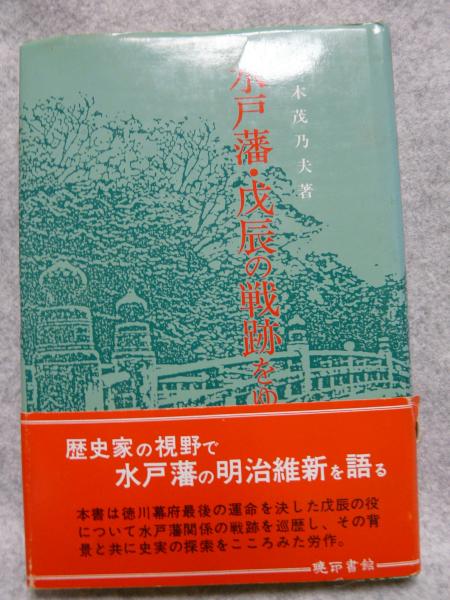 木茂乃夫著
水戸藩・戊辰の戦跡をゆ
歴史家の視野で
水戸藩の明治維新を語る
本書は徳川幕府最後の運命を決した戊辰の役
について水戸藩関係の戦跡を巡歴し、その背
景と共に史実の探索をこころみた労作。
暁印書館